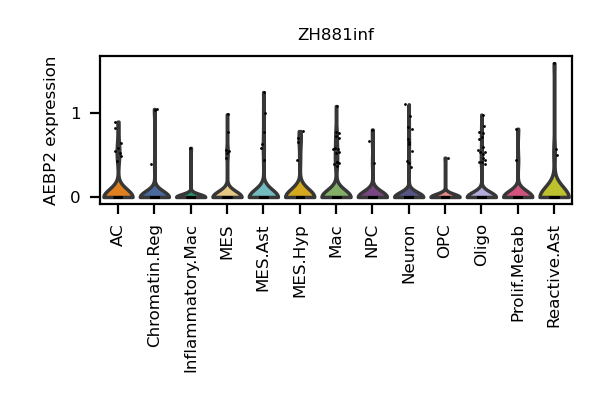 ZH881inf
AEBP2 expression
1
0
AC
Chromatin.Reg
Inflammatory.Mac
MES
MES.Ast
MES.Hyp
Mac
NPC
Neuron
OPC
Oligo
Prolif.Metab
Reactive.Ast